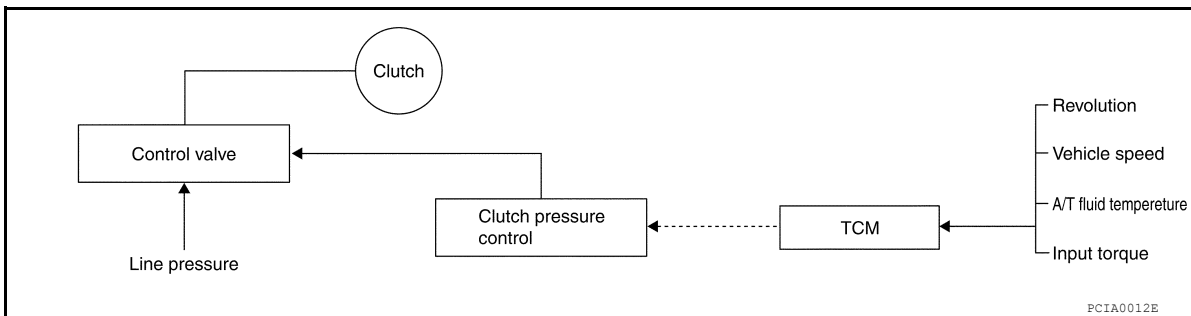 Clutch
Control valve
Line pressure
Clutch pressure
control
TCM
Revolution
Vehicle speed
A/T fluid tempereture
Input torque
PCIA0012E